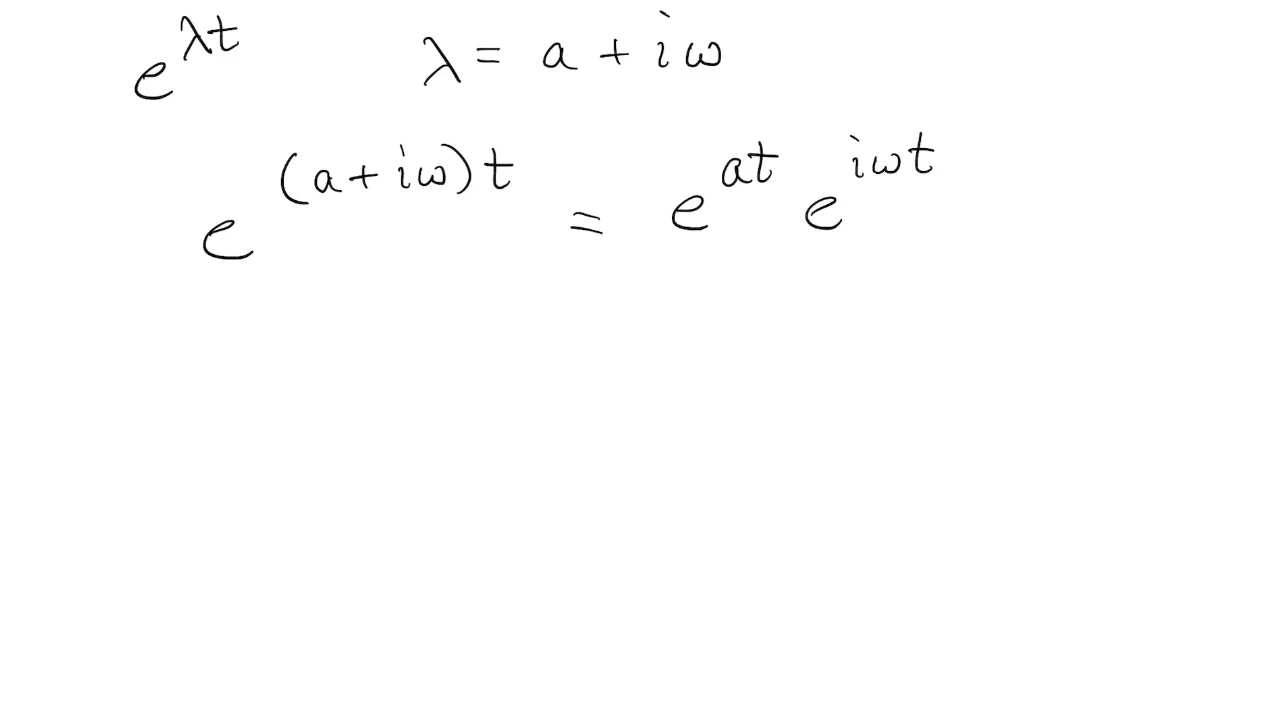 e^{λt} λ = a + iω
e^{(a+iω)t} = e^{at} e^{iωt}